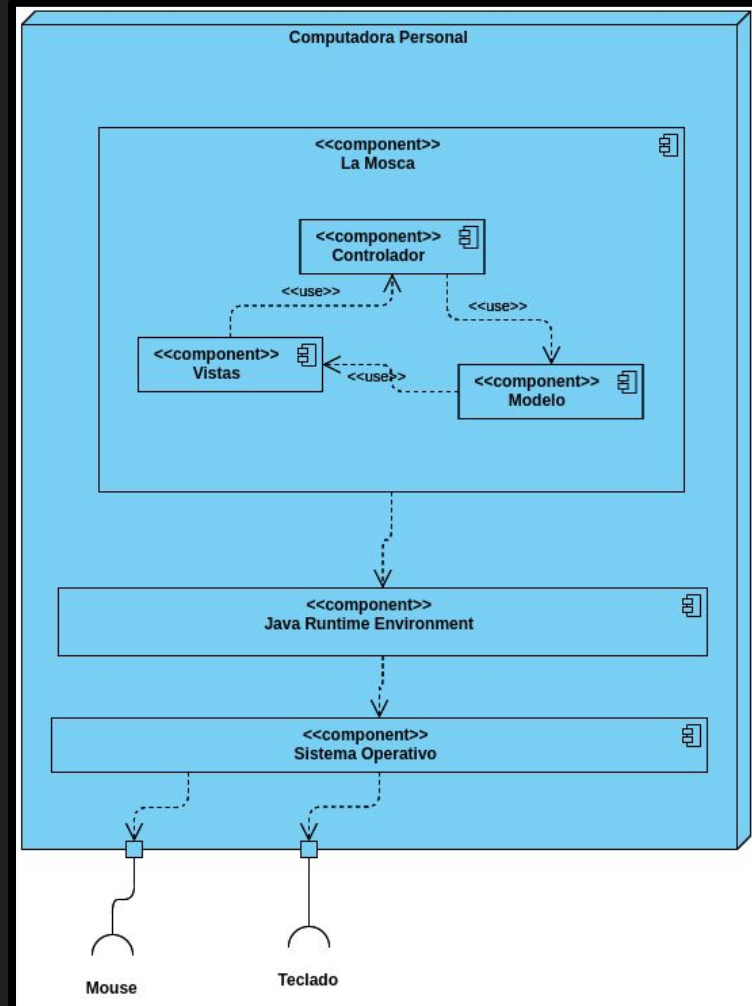 Computadora Personal
<<component>>
La Mosca
<<component>>
Controlador
<<use>>
<<use>>
<<component>>
Vistas
<<use>>
<<component>>
Modelo
<<component>>
Java Runtime Environment
<<component>>
Sistema Operativo
Mouse
Teclado